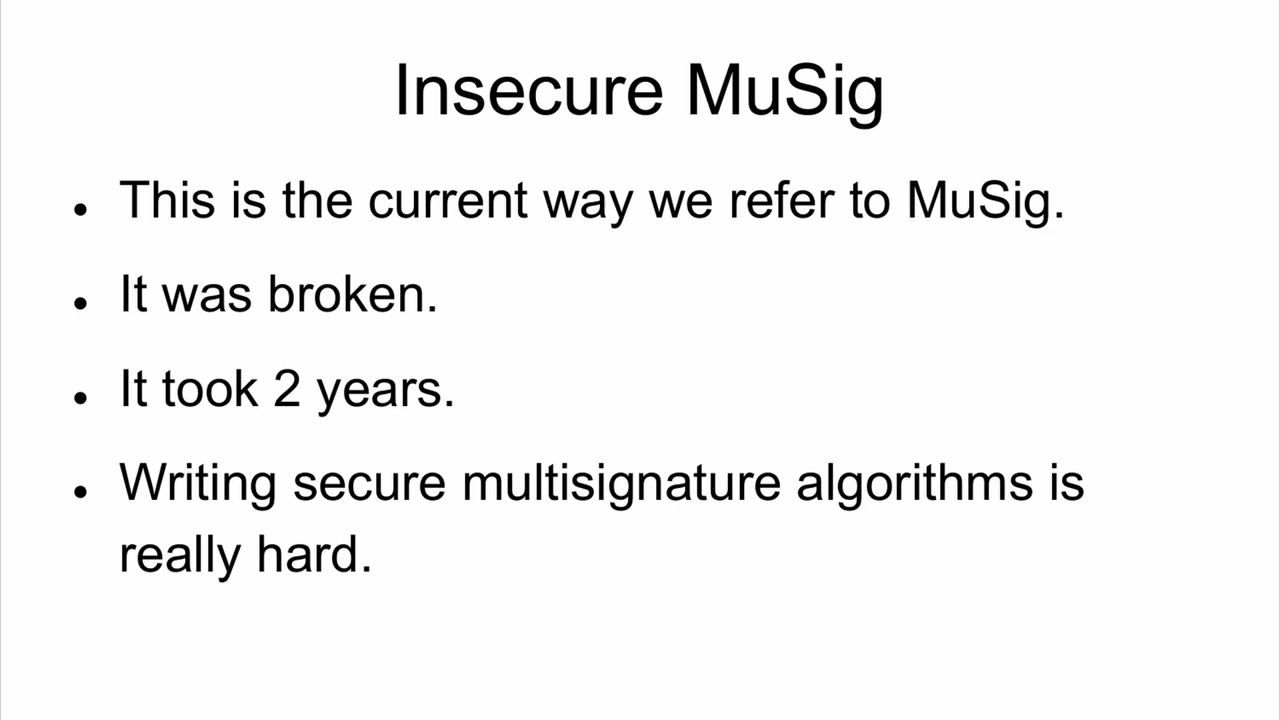 Insecure MuSig
● This is the current way we refer to MuSig.
● It was broken.
● It took 2 years.
● Writing secure multisignature algorithms is
really hard.